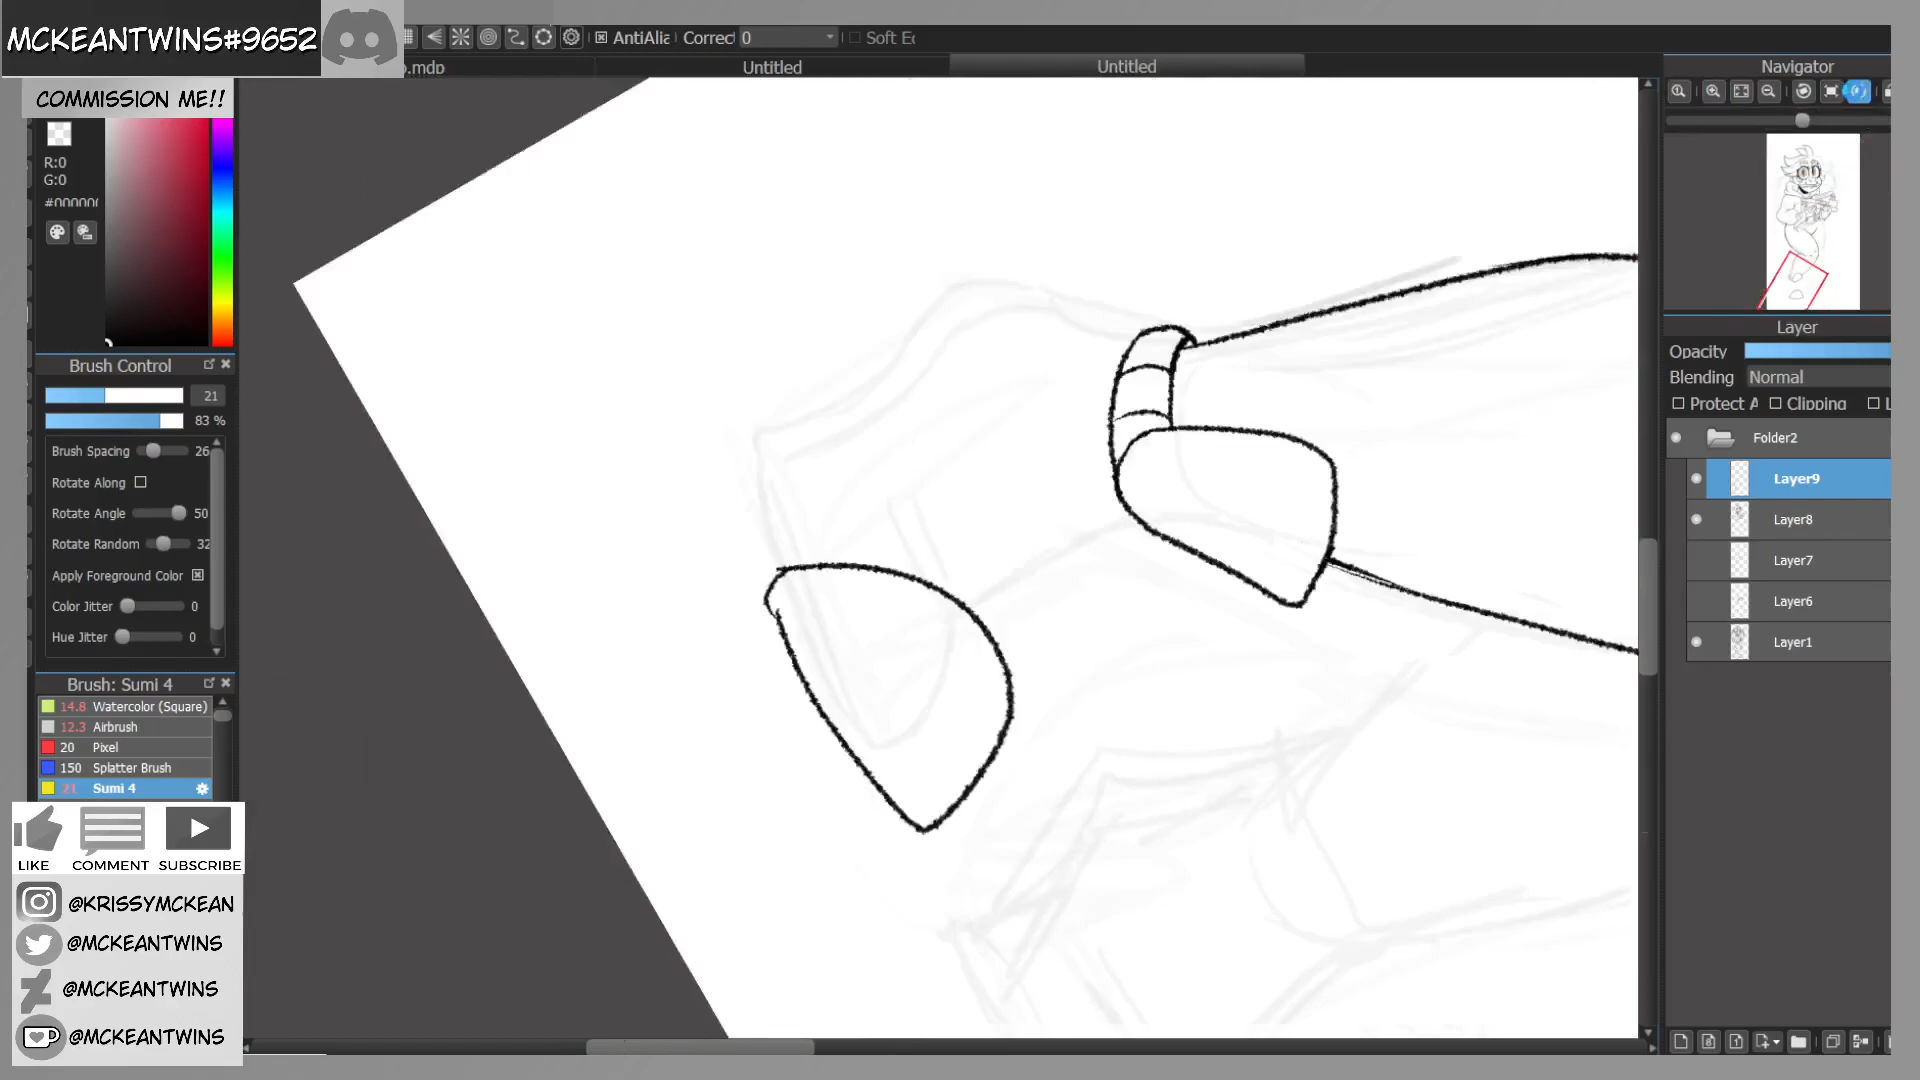 MCKEANTWINS#9652
COMMISSION ME!!
AntiAlia
Correct
0
Soft Ec
.mdp
Untitled
Untitled
R:0
G:0
#000000
Brush Control
21
83 %
Brush Spacing
26
Rotate Along
Rotate Angle
50
Rotate Random
32
Apply Foreground Color
Color Jitter
0
Hue Jitter
0
Brush: Sumi 4
14.8 Watercolor (Square)
12.3 Airbrush
20 Pixel
150 Splatter Brush
21 Sumi 4
LIKE COMMENT SUBSCRIBE
@KRISSYMCKEAN
@MCKEANTWINS
@MCKEANTWINS
@MCKEANTWINS
Navigator
Layer
Opacity
Blending Normal
Protect A
Clipping
L
Folder2
Layer9
Layer8
Layer7
Layer6
Layer1